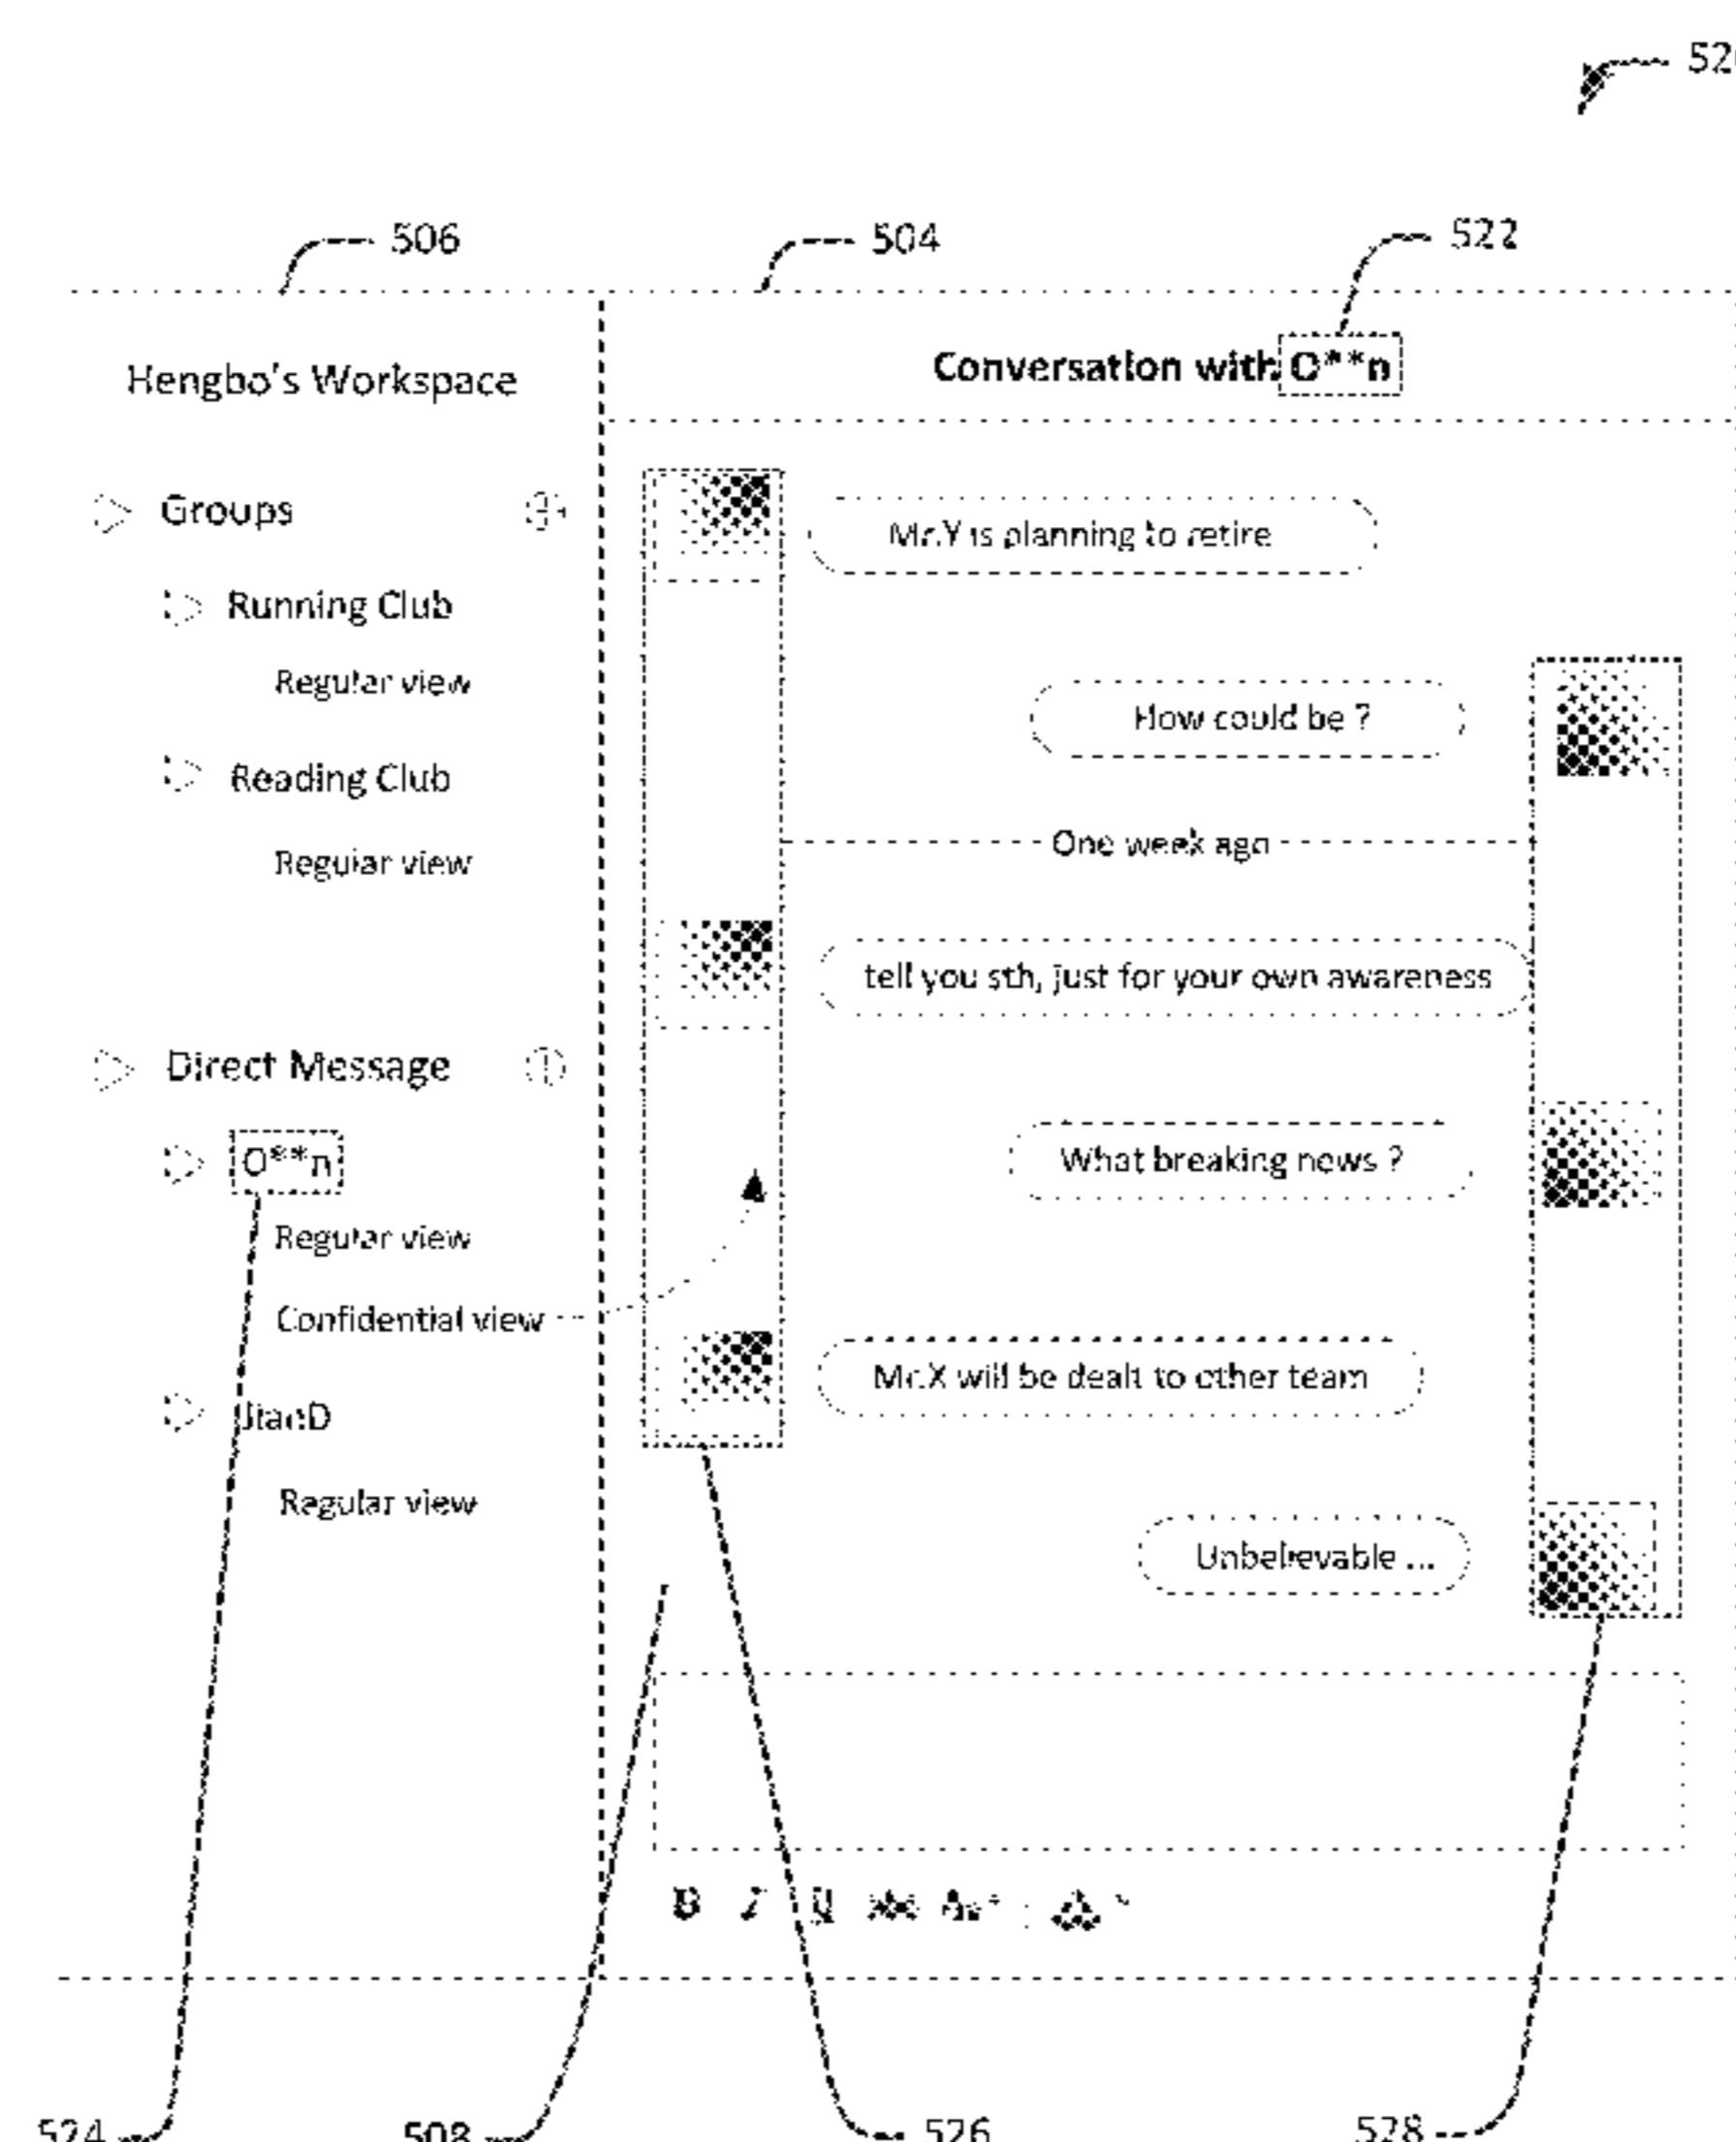 506
504
522
Hengbo's Workspace
Conversation with O**n
Groups
Mr.Y is planning to retire
Running Club
Regular view
How could be ?
Reading Club
One week ago
Regular view
tell you sth, just for your own awareness
Direct Message
O**n
What breaking news ?
Regular view
Confidential view
Mr.X will be dealt to other team
JianD
Regular view
Unbelievable ...
B I U abc
524
508
526
528